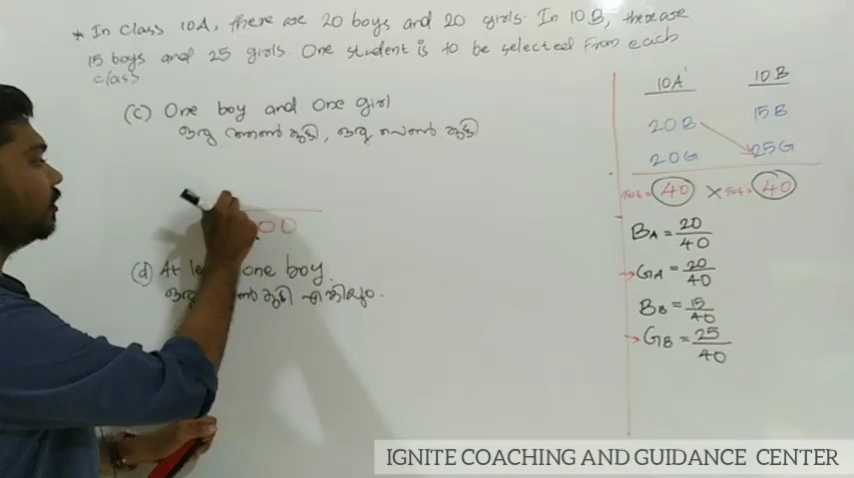 * In class 10A, there are 20 boys and 20 girls. In 10B, there are
15 boys and 25 girls. One student is to be selected From each
class
(c) One boy and one girl
ഒരു ആൺ കുട്ടി, ഒരു പെൺ കുട്ടി
00
(d) At one boy.
ഒരു കുട്ടി എങ്കിലും.
10A 10B
20B 15B
20G 25G
Tot = 40 × Tot = 40
BA = 20/40
→ GA = 20/40
BB = 15/40
→ GB = 25/40
IGNITE COACHING AND GUIDANCE CENTER